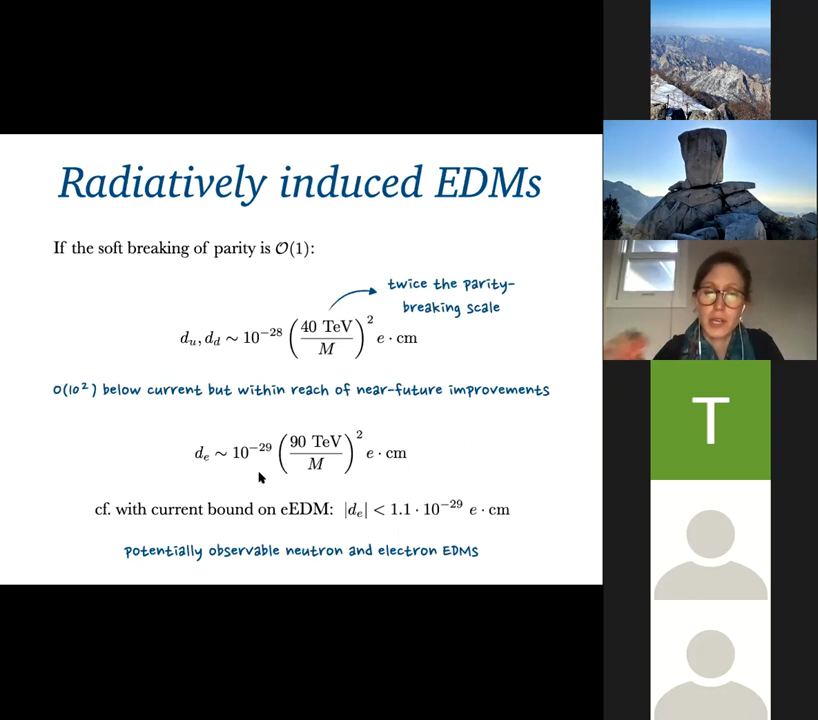 Radiatively induced EDMs
If the soft breaking of parity is 𝒪(1):
twice the parity-
breaking scale
d_u, d_d ∼ 10^{-28} (40 TeV / M)^2 e · cm
O(10²) below current but within reach of near-future improvements
d_e ∼ 10^{-29} (90 TeV / M)^2 e · cm
cf. with current bound on eEDM: |d_e| < 1.1 · 10^{-29} e · cm
potentially observable neutron and electron EDMs
T